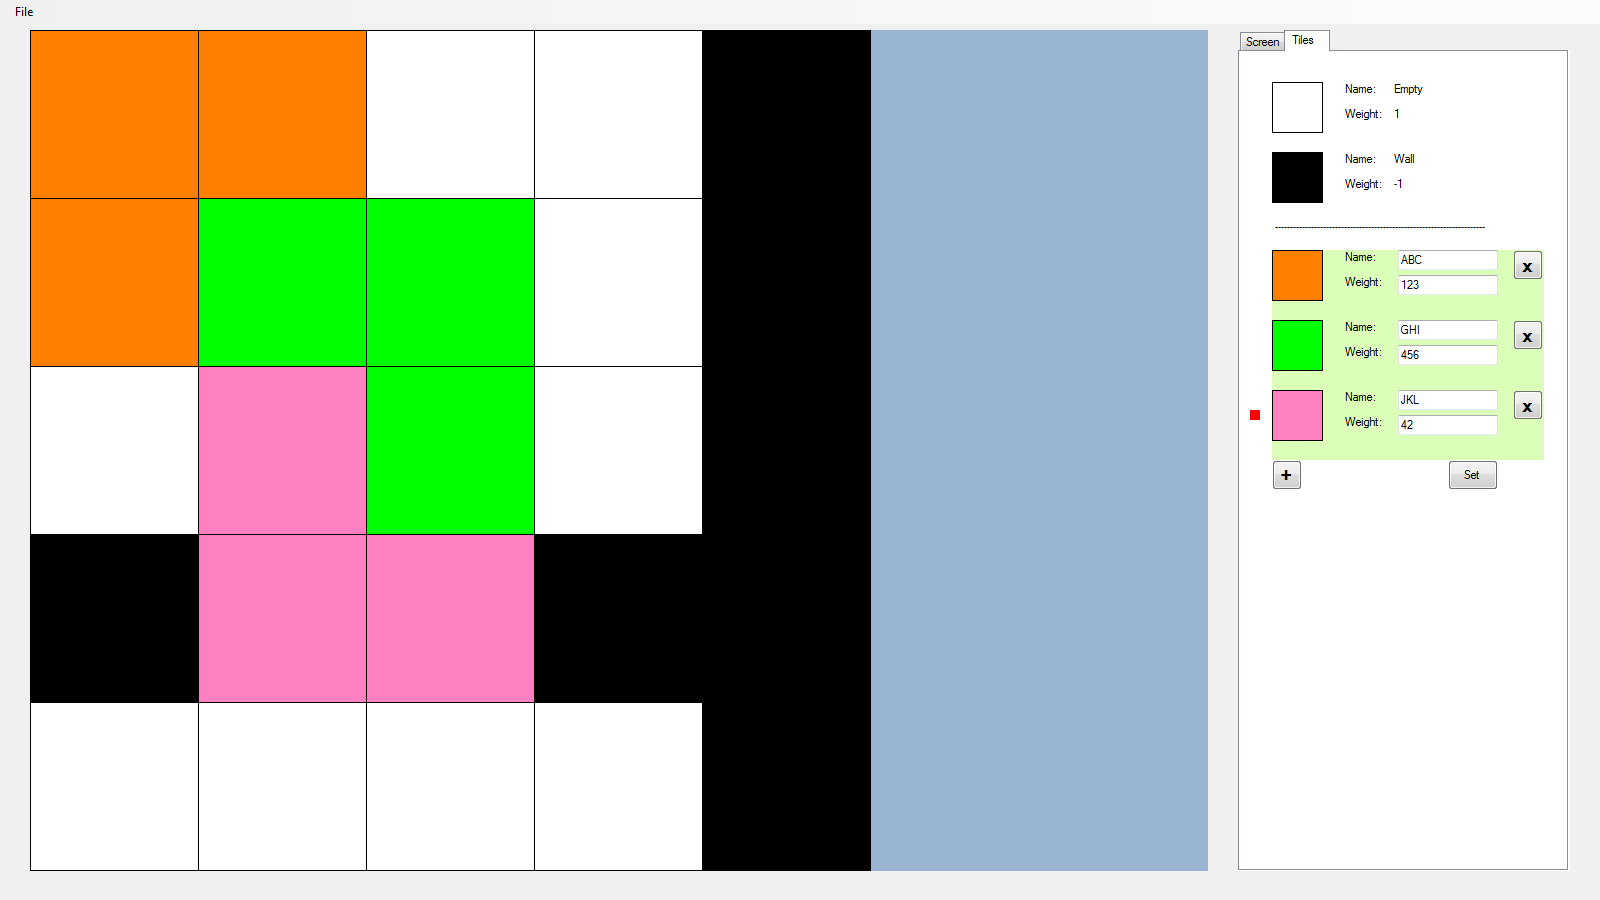 File
Screen Tiles
Name: Empty
Weight: 1
Name: Wall
Weight: -1
----------------------------------------------------------------------
Name: ABC x
Weight: 123
Name: GHI x
Weight: 456
Name: JKL x
Weight: 42
+ Set